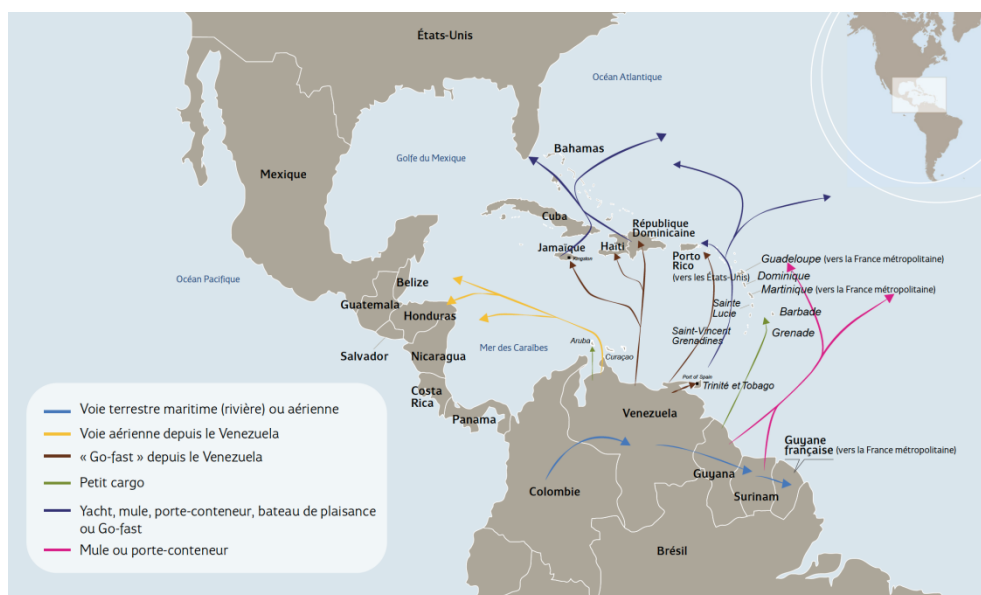 États-Unis
Océan Atlantique
Golfe du Mexique
Bahamas
Mexique
Cuba
République
Dominicaine
Jamaïque
Kingston
Haïti
Porto
Rico
(vers les États-Unis)
Guadeloupe (vers la France métropolitaine)
Dominique
Martinique (vers la France métropolitaine)
Océan Pacifique
Belize
Sainte
Lucie
Barbade
Guatemala
Honduras
Saint-Vincent
Grenadines
Grenade
Aruba
Mer des Caraïbes
Curaçao
Salvador
Nicaragua
Port of Spain
Trinité et Tobago
Costa
Rica
Panama
Venezuela
Guyane
française (vers la France métropolitaine)
Guyana
Colombie
Surinam
Brésil
Voie terrestre maritime (rivière) ou aérienne
Voie aérienne depuis le Venezuela
« Go-fast » depuis le Venezuela
Petit cargo
Yacht, mule, porte-conteneur, bateau de plaisance
ou Go-fast
Mule ou porte-conteneur